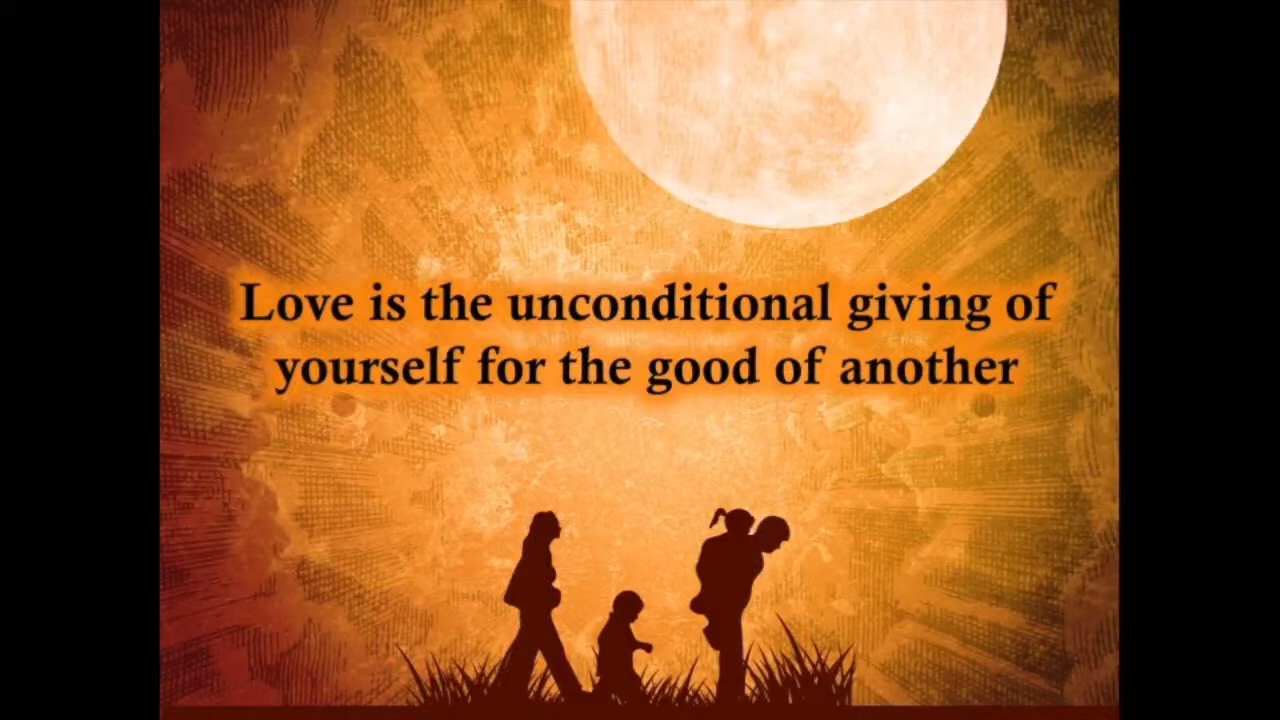 Love is the unconditional giving of
yourself for the good of another